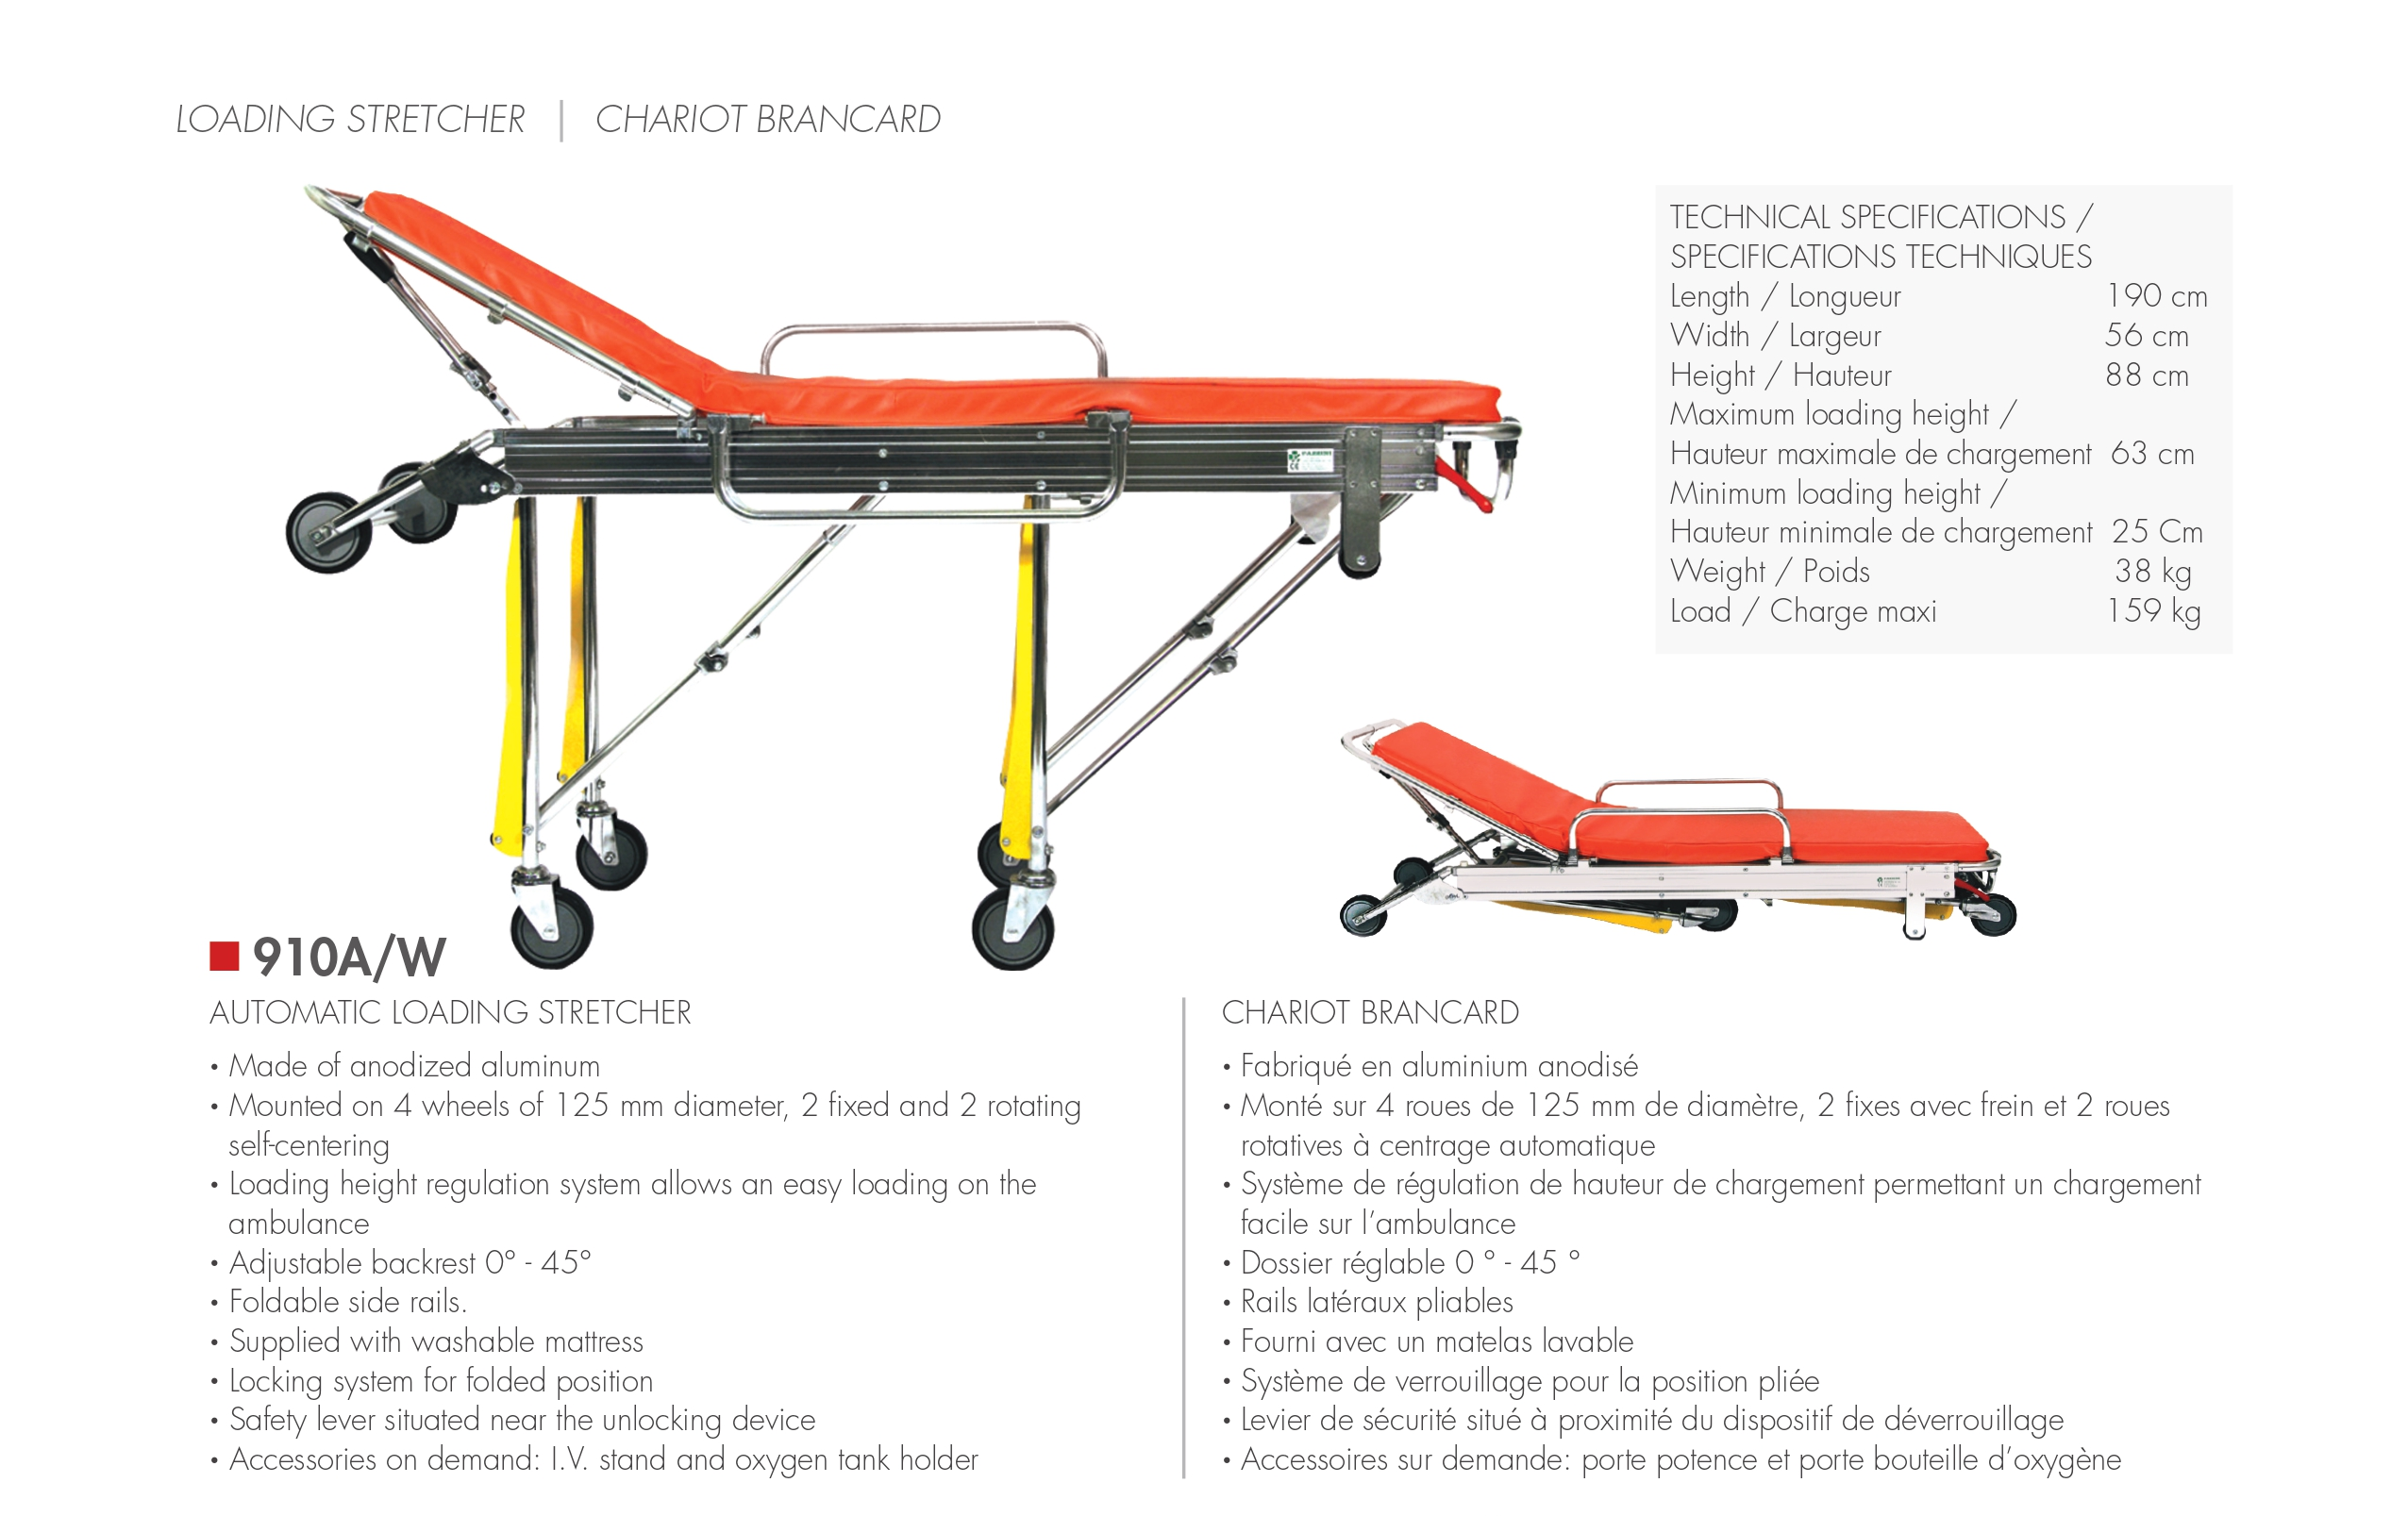 LOADING STRETCHER | CHARIOT BRANCARD
TECHNICAL SPECIFICATIONS /
SPECIFICATIONS TECHNIQUES
Length / Longueur 190 cm
Width / Largeur 56 cm
Height / Hauteur 88 cm
Maximum loading height /
Hauteur maximale de chargement 63 cm
Minimum loading height /
Hauteur minimale de chargement 25 Cm
Weight / Poids 38 kg
Load / Charge maxi 159 kg
CE
910A/W
AUTOMATIC LOADING STRETCHER
• Made of anodized aluminum
• Mounted on 4 wheels of 125 mm diameter, 2 fixed and 2 rotating
self-centering
• Loading height regulation system allows an easy loading on the
ambulance
• Adjustable backrest 0° - 45°
• Foldable side rails.
• Supplied with washable mattress
• Locking system for folded position
• Safety lever situated near the unlocking device
• Accessories on demand: I.V. stand and oxygen tank holder
CHARIOT BRANCARD
• Fabriqué en aluminium anodisé
• Monté sur 4 roues de 125 mm de diamètre, 2 fixes avec frein et 2 roues
rotatives à centrage automatique
• Système de régulation de hauteur de chargement permettant un chargement
facile sur l’ambulance
• Dossier réglable 0 ° - 45 °
• Rails latéraux pliables
• Fourni avec un matelas lavable
• Système de verrouillage pour la position pliée
• Levier de sécurité situé à proximité du dispositif de déverrouillage
• Accessoires sur demande: porte potence et porte bouteille d’oxygène